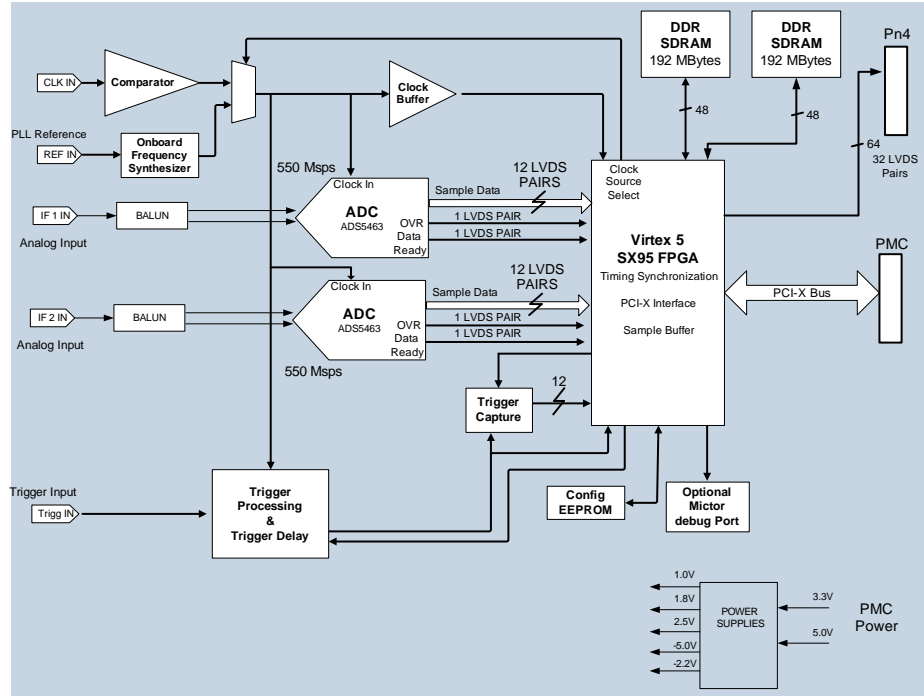 DDR
SDRAM
192 MBytes
DDR
SDRAM
192 MBytes
Pn4
CLK IN
Comparator
Clock
Buffer
48
48
PLL Reference
REF IN
Onboard
Frequency
Synthesizer
64
32 LVDS
Pairs
550 Msps
12 LVDS
PAIRS
Clock In
Sample Data
Clock
Source
Select
IF 1 IN
BALUN
ADC
ADS5463
OVR
Data
Ready
1 LVDS PAIR
1 LVDS PAIR
Analog Input
Virtex 5
SX95 FPGA
Timing Synchronization
PCI-X Interface
Sample Buffer
PMC
PCI-X Bus
12 LVDS
PAIRS
Clock In
Sample Data
IF 2 IN
BALUN
ADC
ADS5463
OVR
Data
Ready
1 LVDS PAIR
1 LVDS PAIR
Analog Input
550 Msps
12
Trigger
Capture
Trigger Input
Trigg IN
Trigger
Processing
&
Trigger Delay
Config
EEPROM
Optional
Mictor
debug Port
1.0V
1.8V
2.5V
-5.0V
-2.2V
POWER
SUPPLIES
3.3V
5.0V
PMC
Power